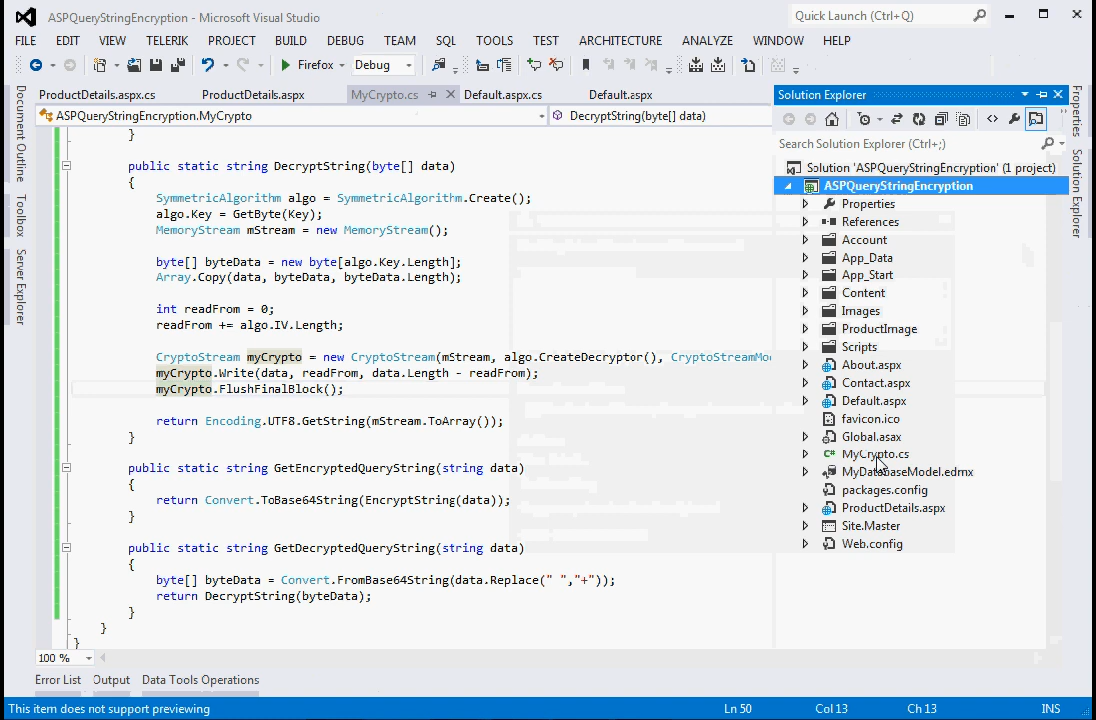 ASPQueryStringEncryption - Microsoft Visual Studio
Quick Launch (Ctrl+Q)
FILE EDIT VIEW TELERIK PROJECT BUILD DEBUG TEAM SQL TOOLS TEST ARCHITECTURE ANALYZE WINDOW HELP
Firefox Debug
Document Outline
Toolbox
Server Explorer
ProductDetails.aspx.cs ProductDetails.aspx MyCrypto.cs Default.aspx.cs Default.aspx
ASPQueryStringEncryption.MyCrypto DecryptString(byte[] data)
}
public static string DecryptString(byte[] data)
{
SymmetricAlgorithm algo = SymmetricAlgorithm.Create();
algo.Key = GetByte(Key);
MemoryStream mStream = new MemoryStream();
byte[] byteData = new byte[algo.Key.Length];
Array.Copy(data, byteData, byteData.Length);
int readFrom = 0;
readFrom += algo.IV.Length;
CryptoStream myCrypto = new CryptoStream(mStream, algo.CreateDecryptor(), CryptoStreamMo
myCrypto.Write(data, readFrom, data.Length - readFrom);
myCrypto.FlushFinalBlock();
return Encoding.UTF8.GetString(mStream.ToArray());
}
public static string GetEncryptedQueryString(string data)
{
return Convert.ToBase64String(EncryptString(data));
}
public static string GetDecryptedQueryString(string data)
{
byte[] byteData = Convert.FromBase64String(data.Replace(" ","+"));
return DecryptString(byteData);
}
}
}
100 %
Solution Explorer
Search Solution Explorer (Ctrl+;)
Solution 'ASPQueryStringEncryption' (1 project)
ASPQueryStringEncryption
Properties
References
Account
App_Data
App_Start
Content
Images
ProductImage
Scripts
About.aspx
Contact.aspx
Default.aspx
favicon.ico
Global.asax
C# MyCrypto.cs
MyDatabaseModel.edmx
packages.config
ProductDetails.aspx
Site.Master
Web.config
Properties
Solution Explorer
Error List Output Data Tools Operations
This item does not support previewing Ln 50 Col 13 Ch 13 INS